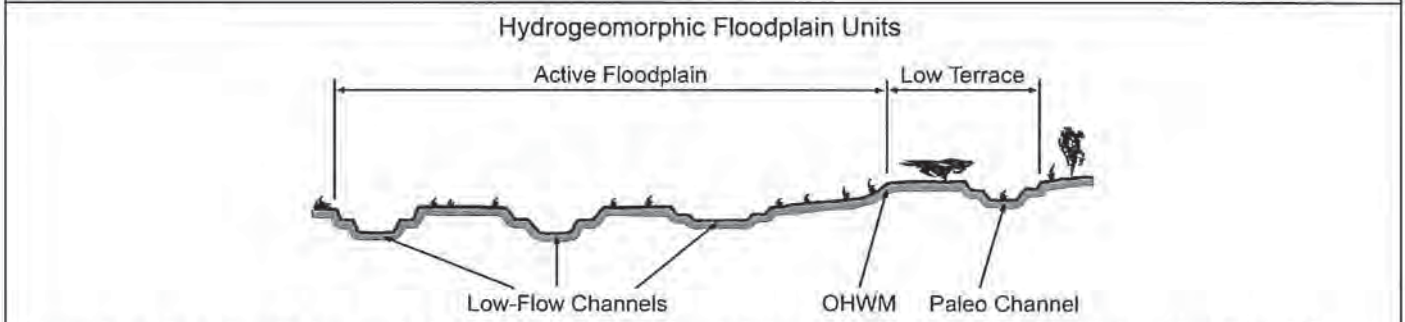 Hydrogeomorphic Floodplain Units
Active Floodplain
Low Terrace
Low-Flow Channels
OHWM
Paleo Channel